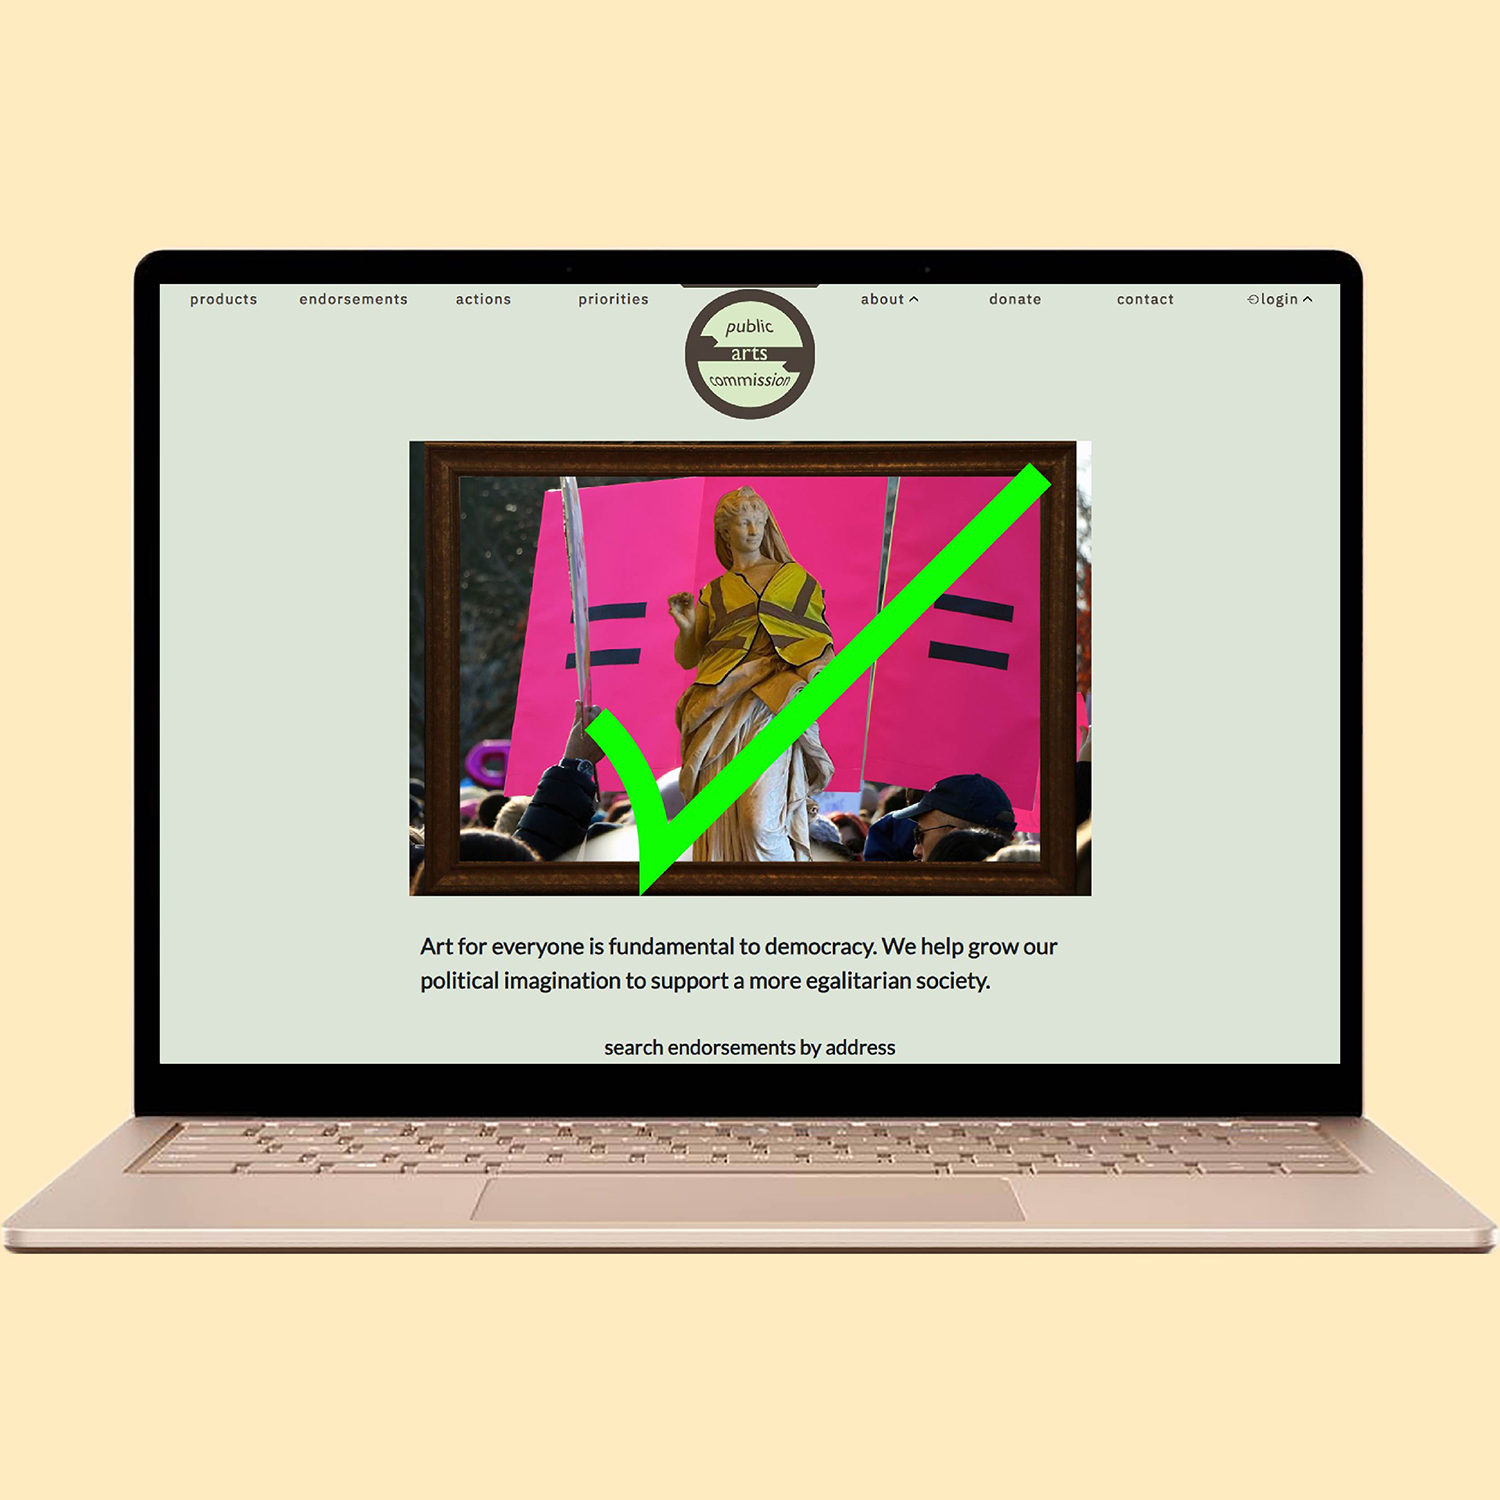 products endorsements actions priorities about donate contact login
public
arts
commission
= =
Art for everyone is fundamental to democracy. We help grow our
political imagination to support a more egalitarian society.
search endorsements by address